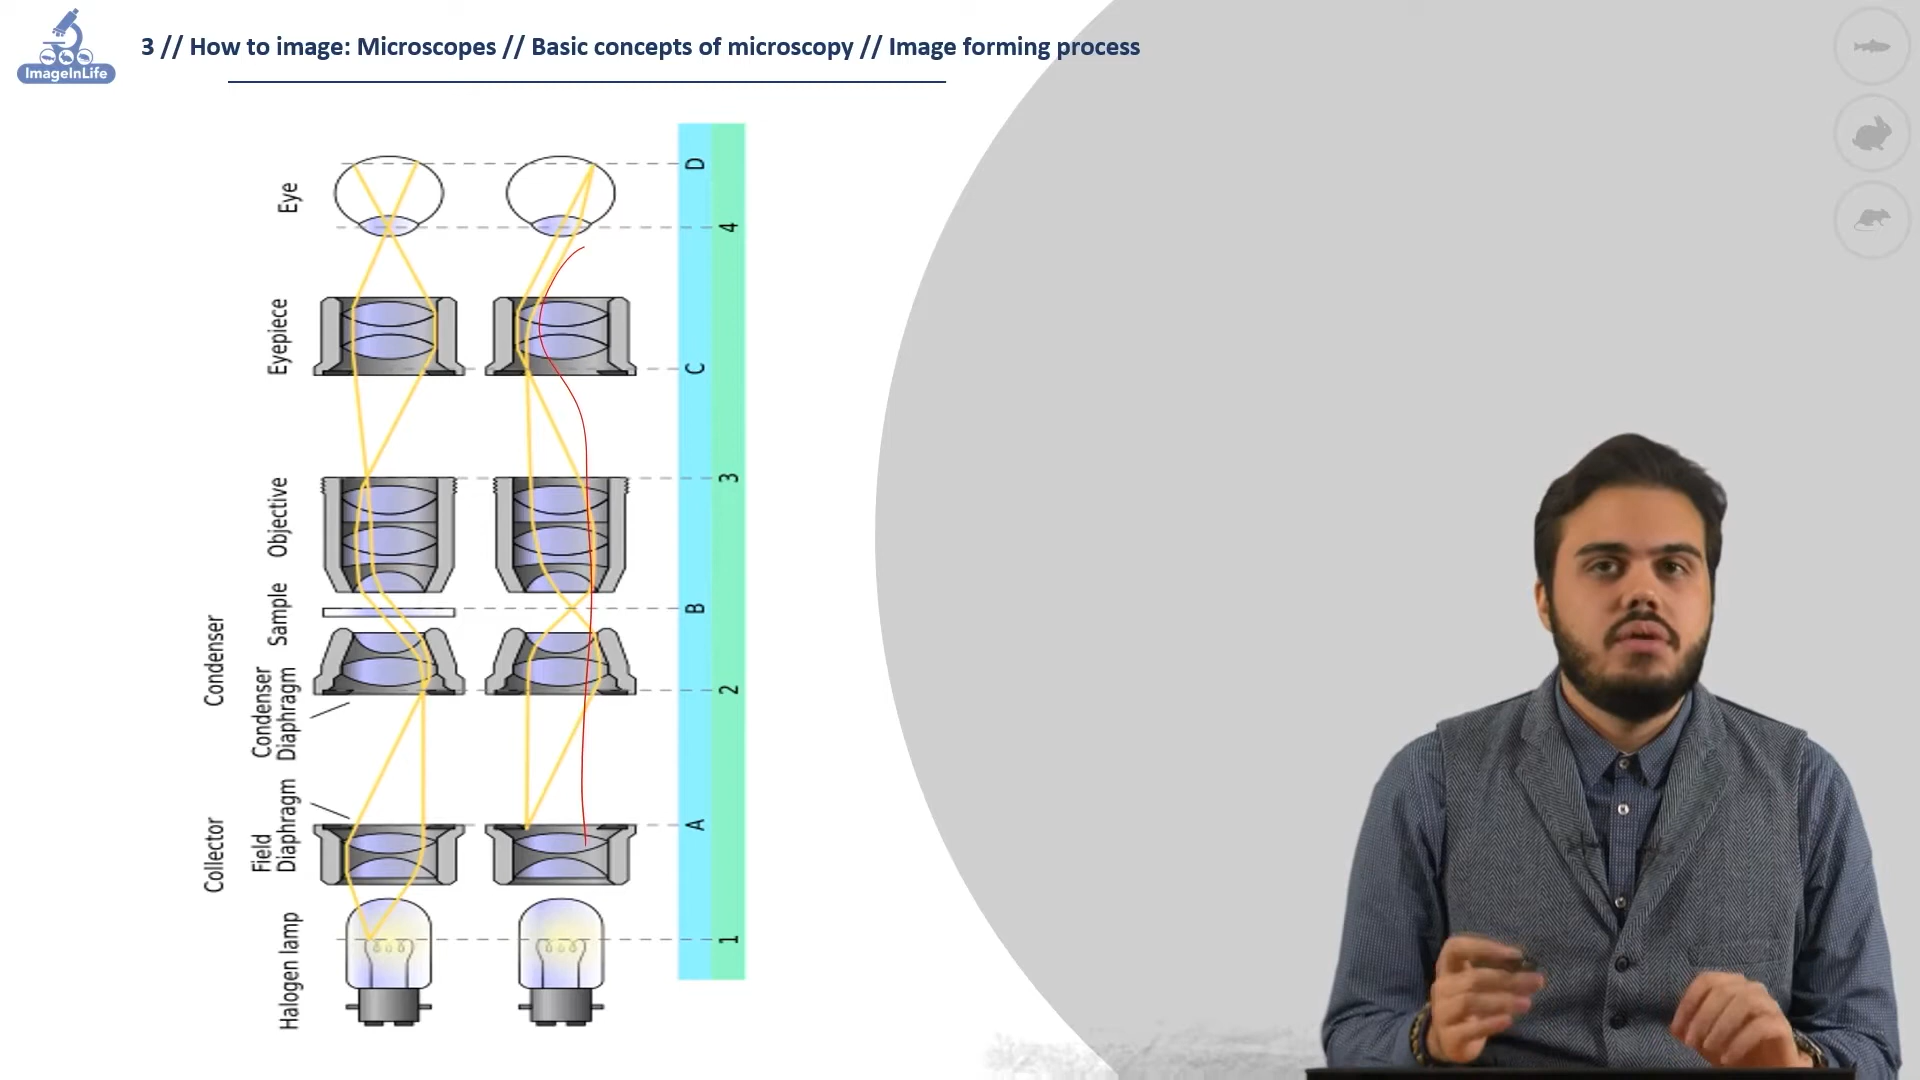 ImageInLife
3 // How to image: Microscopes // Basic concepts of microscopy // Image forming process
Eye
Eyepiece
Objective
Sample
Condenser
Condenser
Diaphragm
Field
Diaphragm
Collector
Halogen lamp
D
4
C
3
B
2
A
1